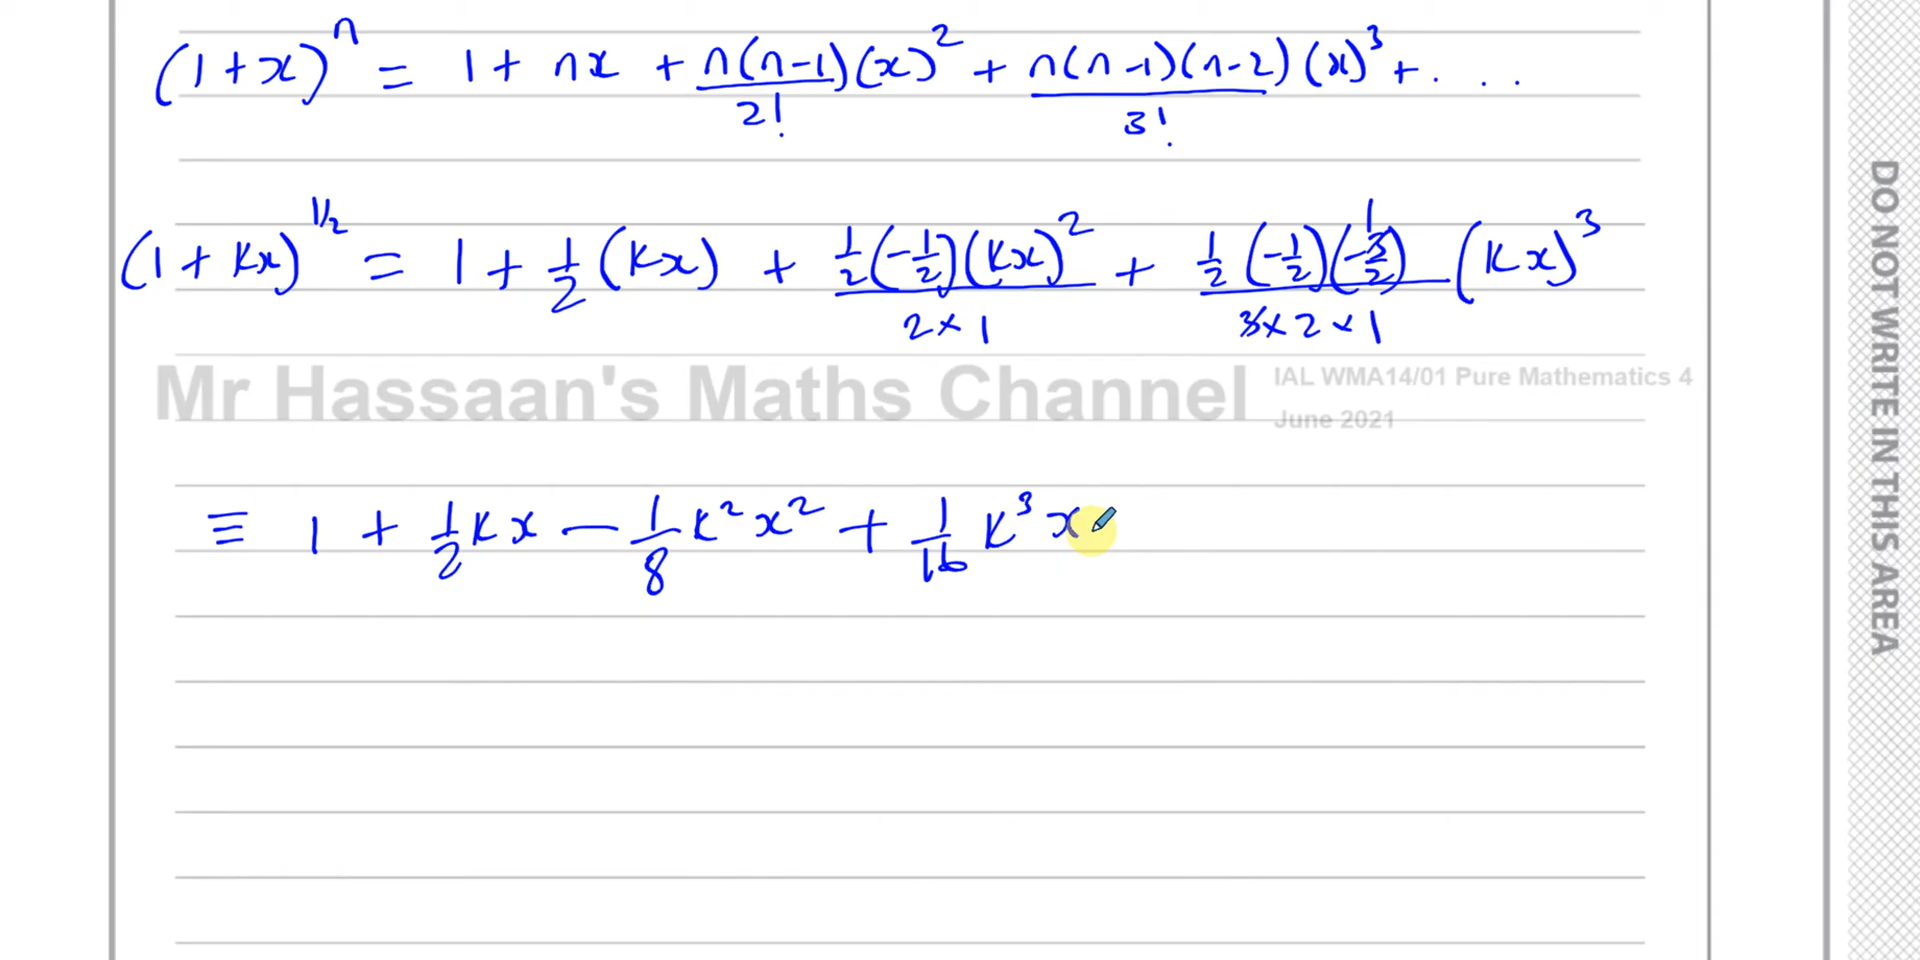 (1+x)^n = 1 + nx + n(n-1)(x)^2/2! + n(n-1)(n-2)(x)^3/3! + . . .
(1+kx)^1/2 = 1 + 1/2(kx) + 1/2(-1/2)(kx)^2/2×1 + 1/2(-1/2)(-3/2)/3×2×1 (kx)^3
Mr Hassaan's Maths Channel
IAL WMA14/01 Pure Mathematics 4
June 2021
≡ 1 + 1/2kx - 1/8k^2x^2 + 1/16k^3x
DO NOT WRITE IN THIS AREA